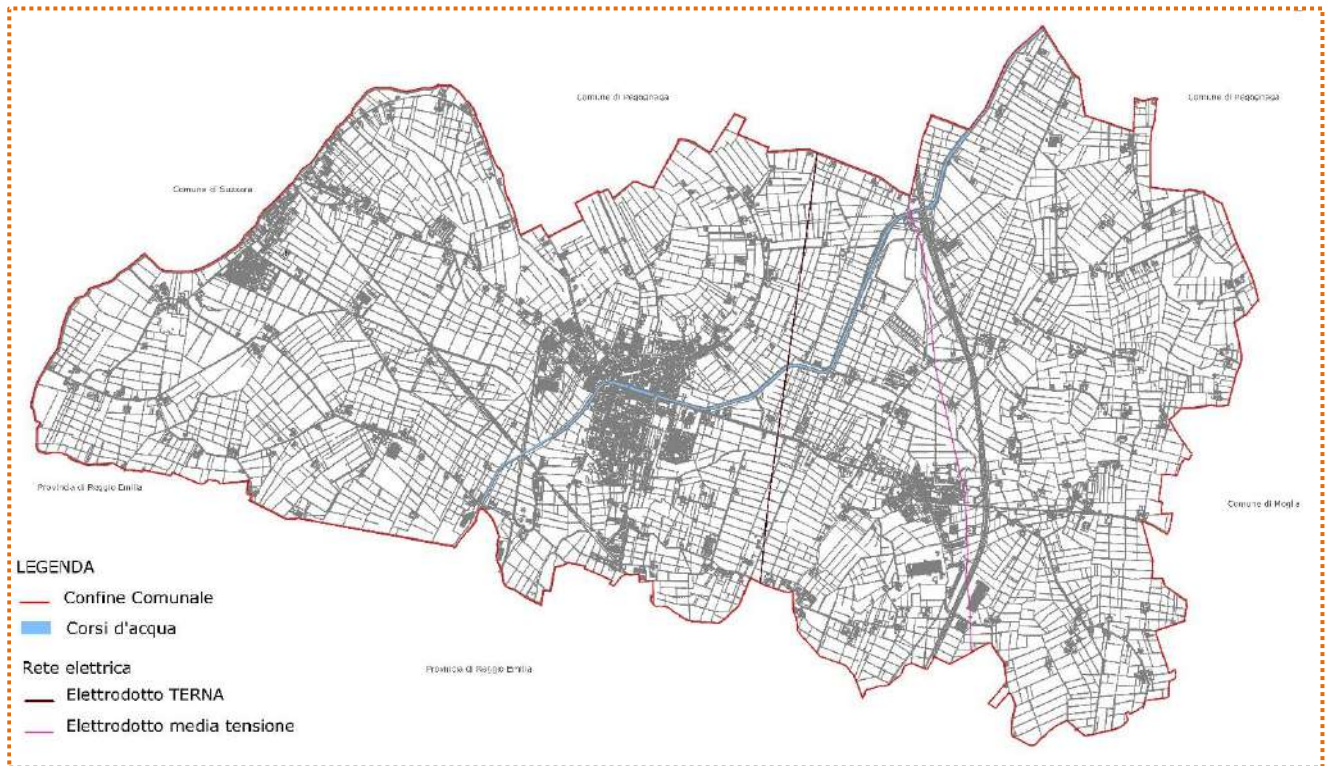 Comune di Pegognaga
Comune di Pegognaga
Comune di Suzzara
Provincia di Reggio Emilia
Comune di Moglia
LEGENDA
Confine Comunale
Corsi d'acqua
Rete elettrica
Provincia di Reggio Emilia
Elettrodotto TERNA
Elettrodotto media tensione